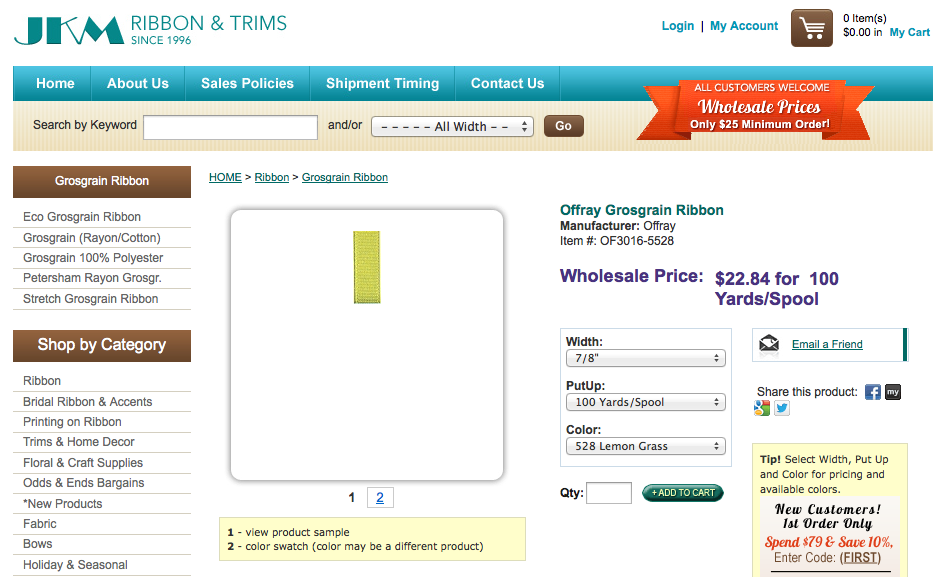 JKM RIBBON & TRIMS
SINCE 1996
Login | My Account
0 Item(s)
$0.00 in My Cart
Home About Us Sales Policies Shipment Timing Contact Us
ALL CUSTOMERS WELCOME
Wholesale Prices
Only $25 Minimum Order!
Search by Keyword and/or - - - - - All Width - - Go
Grosgrain Ribbon
Eco Grosgrain Ribbon
Grosgrain (Rayon/Cotton)
Grosgrain 100% Polyester
Petersham Rayon Grosgr.
Stretch Grosgrain Ribbon
Shop by Category
Ribbon
Bridal Ribbon & Accents
Printing on Ribbon
Trims & Home Decor
Floral & Craft Supplies
Odds & Ends Bargains
*New Products
Fabric
Bows
Holiday & Seasonal
HOME > Ribbon > Grosgrain Ribbon
1 2
1 - view product sample
2 - color swatch (color may be a different product)
Offray Grosgrain Ribbon
Manufacturer: Offray
Item #: OF3016-5528
Wholesale Price: $22.84 for 100
Yards/Spool
Width:
7/8"
PutUp:
100 Yards/Spool
Color:
528 Lemon Grass
Qty: + ADD TO CART
Email a Friend
Share this product: f my
g
Tip! Select Width, Put Up
and Color for pricing and
available colors.
New Customers!
1st Order Only
Spend $79 & Save 10%,
Enter Code: (FIRST)